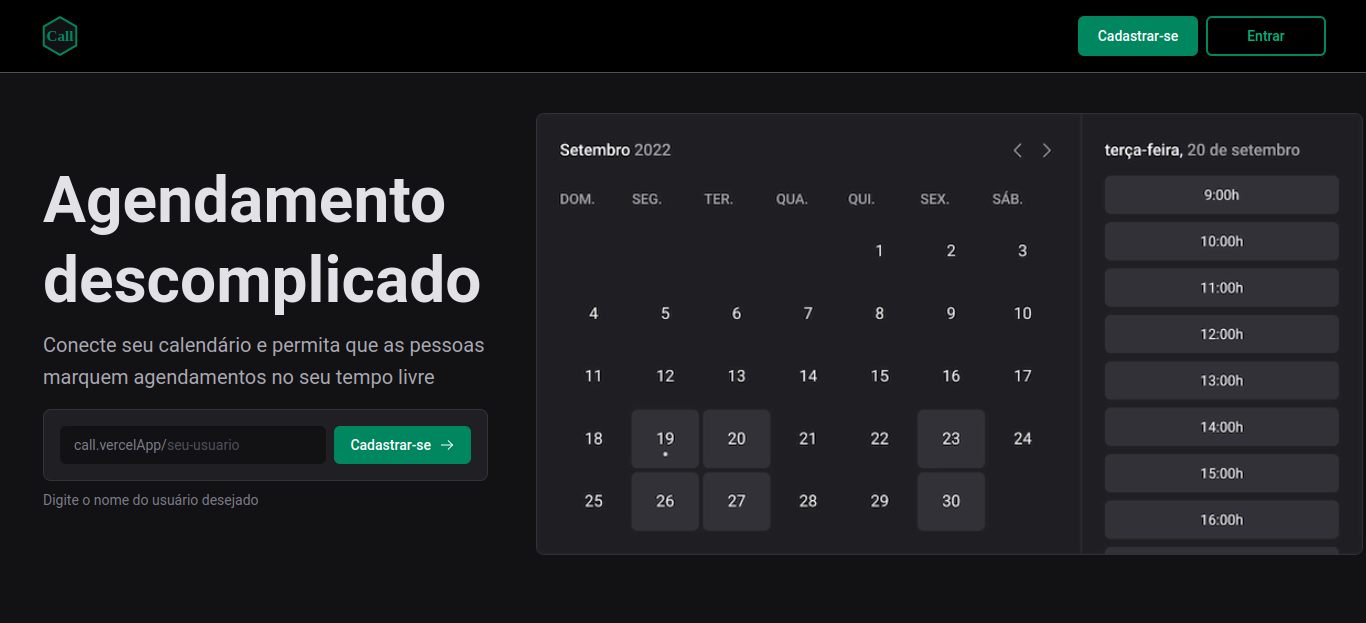 Call
Cadastrar-se
Entrar
Agendamento
descomplicado
Conecte seu calendário e permita que as pessoas
marquem agendamentos no seu tempo livre
call.vercelApp/seu-usuario
Cadastrar-se →
Digite o nome do usuário desejado
Setembro 2022
DOM. SEG. TER. QUA. QUI. SEX. SÁB.
1 2 3
4 5 6 7 8 9 10
11 12 13 14 15 16 17
18 19 20 21 22 23 24
25 26 27 28 29 30
terça-feira, 20 de setembro
9:00h
10:00h
11:00h
12:00h
13:00h
14:00h
15:00h
16:00h